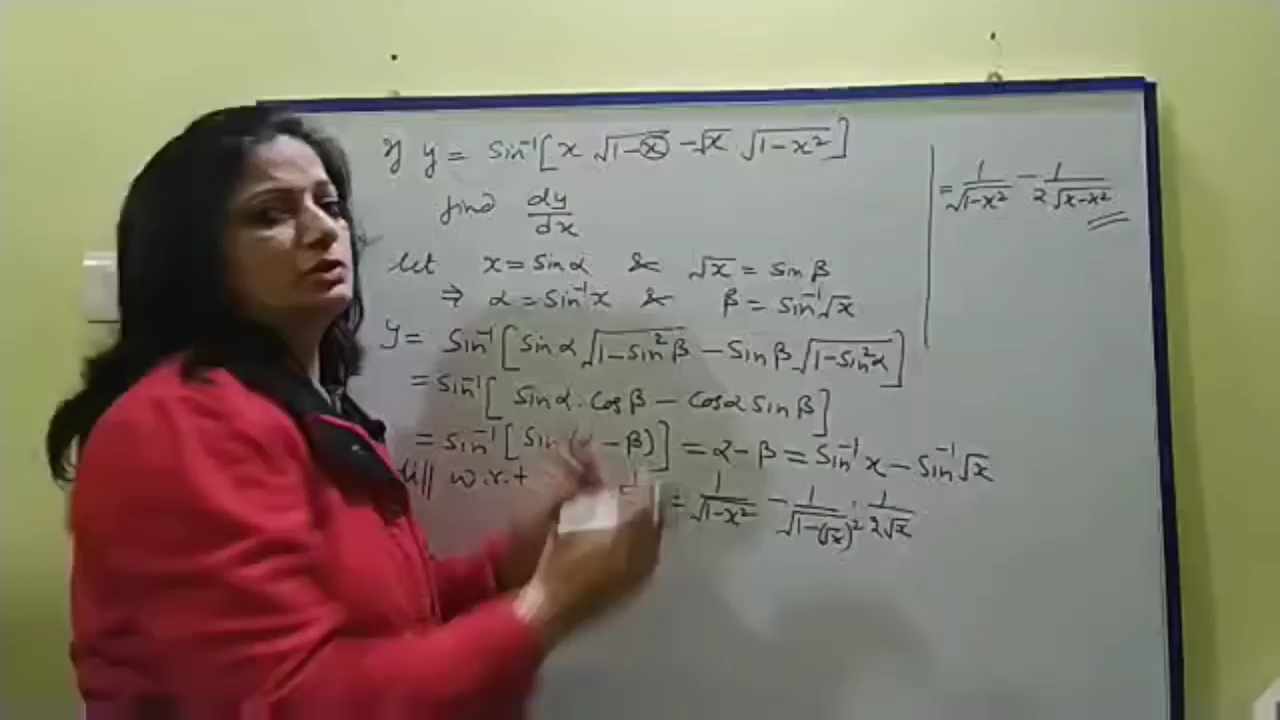 If y = Sin⁻¹[x √(1-x) - √x √(1-x²)]
find dy/dx
let x = Sin α & √x = Sin β
⇒ α = Sin⁻¹x & β = Sin⁻¹√x
y = Sin⁻¹[Sin α √(1-Sin²β) - Sin β √(1-Sin²α)]
= Sin⁻¹[Sin α . Cos β - Cos α Sin β]
= Sin⁻¹[Sin ( - β)] = α - β = Sin⁻¹x - Sin⁻¹√x
diff w.r.t = 1/√(1-x²) - 1/√(1-(√x)²) . 1/2√x
= 1/√(1-x²) - 1/2√(x-x²)